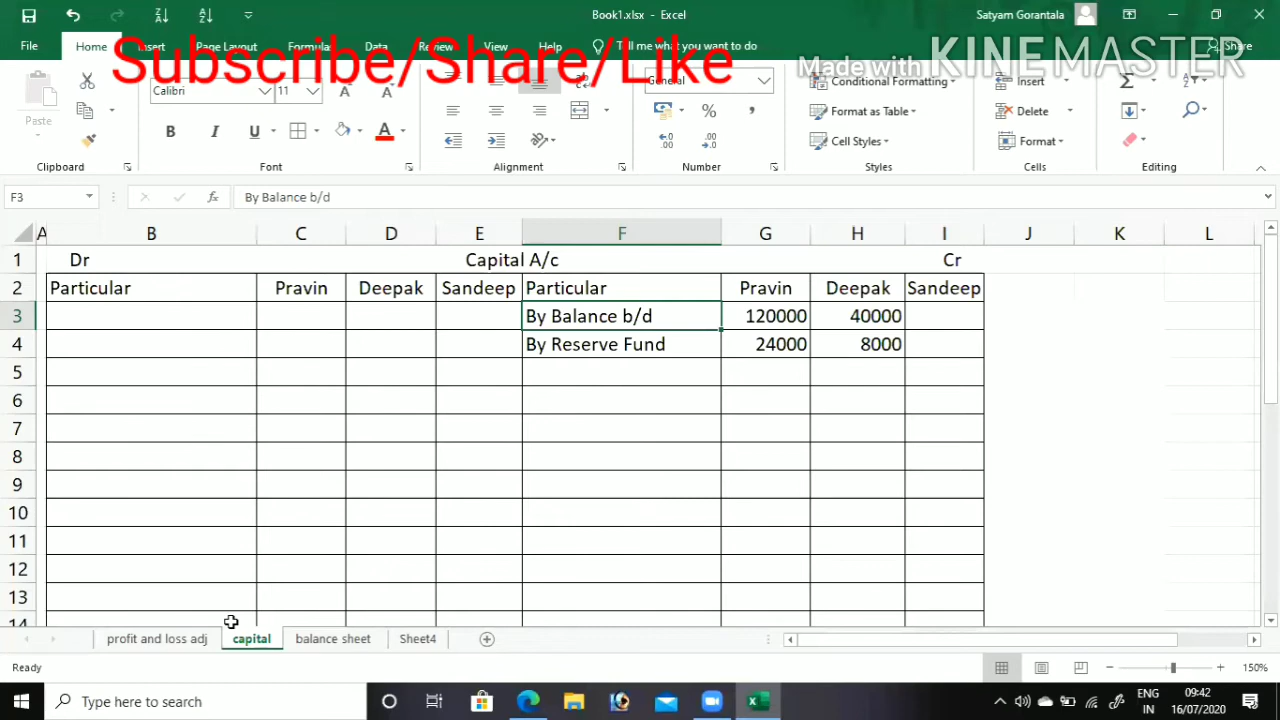 Book1.xlsx - Excel
Satyam Gorantala
File Home Insert Page Layout Formulas Data Review View Help Tell me what you want to do Share
Subscribe/Share/Like
Made with KINEMASTER
Paste
Calibri 11
General
Conditional Formatting
Format as Table
Cell Styles
Insert
Delete
Format
Clipboard Font Alignment Number Styles Cells Editing
F3 fx By Balance b/d
A B C D E F G H I J K L
1 Dr Capital A/c Cr
2 Particular Pravin Deepak Sandeep Particular Pravin Deepak Sandeep
3 By Balance b/d 120000 40000
4 By Reserve Fund 24000 8000
5
6
7
8
9
10
11
12
13
14
profit and loss adj capital balance sheet Sheet4
Ready 150%
Type here to search
ENG 09:42
IN 16/07/2020